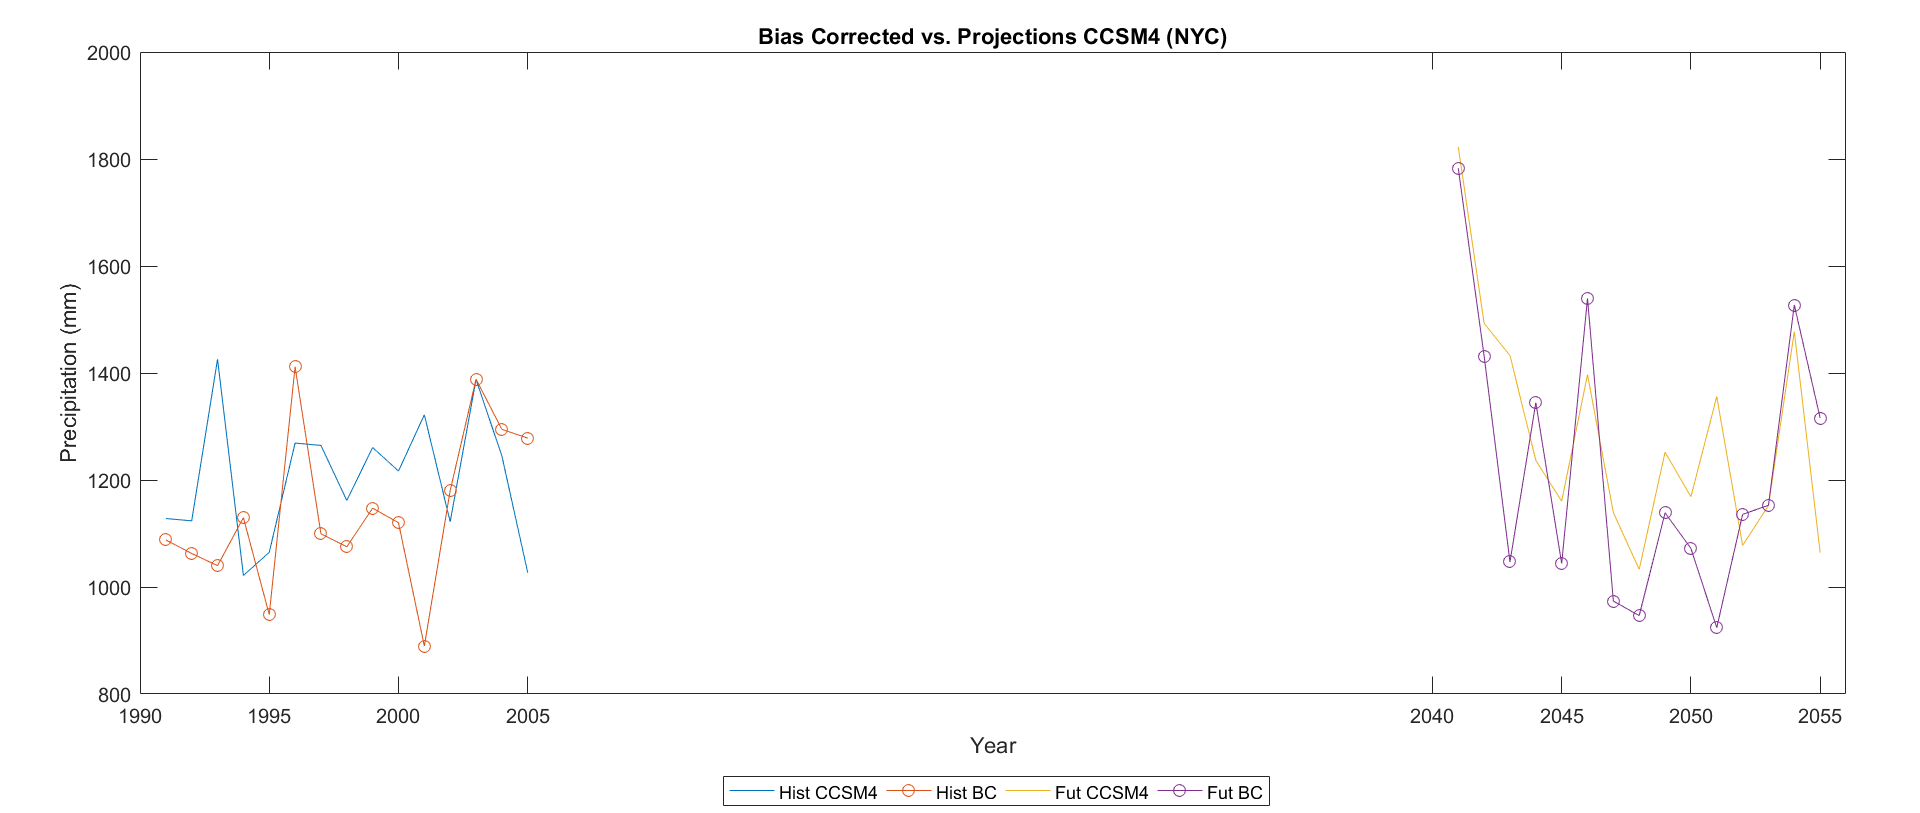 Bias Corrected vs. Projections CCSM4 (NYC)
2000
1800
1600
1400
1200
1000
800
Precipitation (mm)
1990 1995 2000 2005 2040 2045 2050 2055
Year
Hist CCSM4 Hist BC Fut CCSM4 Fut BC